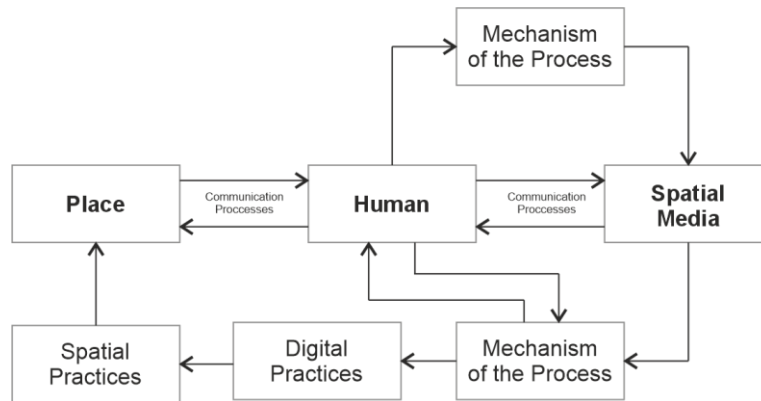 Mechanism
of the Process
Place
Communication
Proccesses
Human
Communication
Proccesses
Spatial
Media
Spatial
Practices
Digital
Practices
Mechanism
of the Process